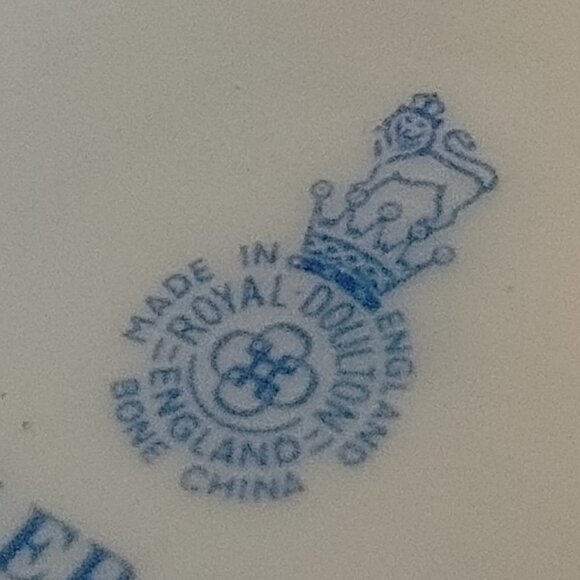 MADE IN ENGLAND
ROYAL·DOULTON
=ENGLAND=
BONE CHINA